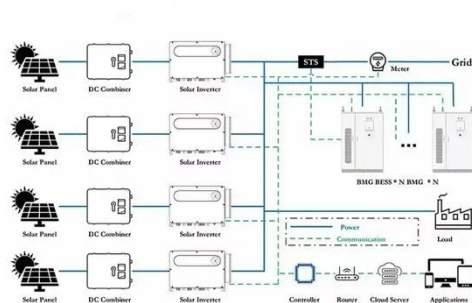 STS
Meter
Grid
Solar Panel
DC Combiner
Solar Inverter
Solar Panel
DC Combiner
Solar Inverter
BMG BESS * N BMG * N
Solar Panel
DC Combiner
Solar Inverter
Power
Communication
Load
Solar Panel
DC Combiner
Solar Inverter
Controller
Router
Cloud Server
Application